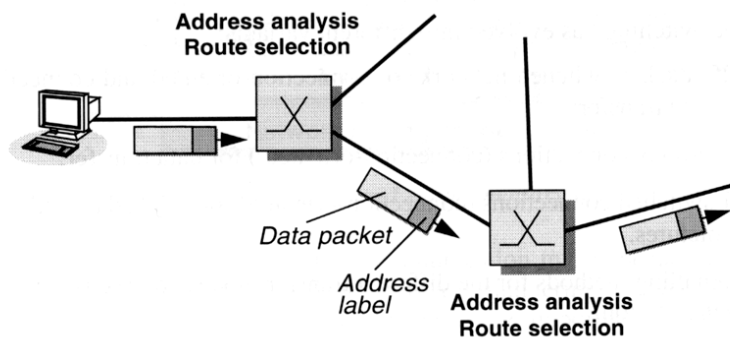 Address analysis
Route selection
Data packet
Address
label
Address analysis
Route selection